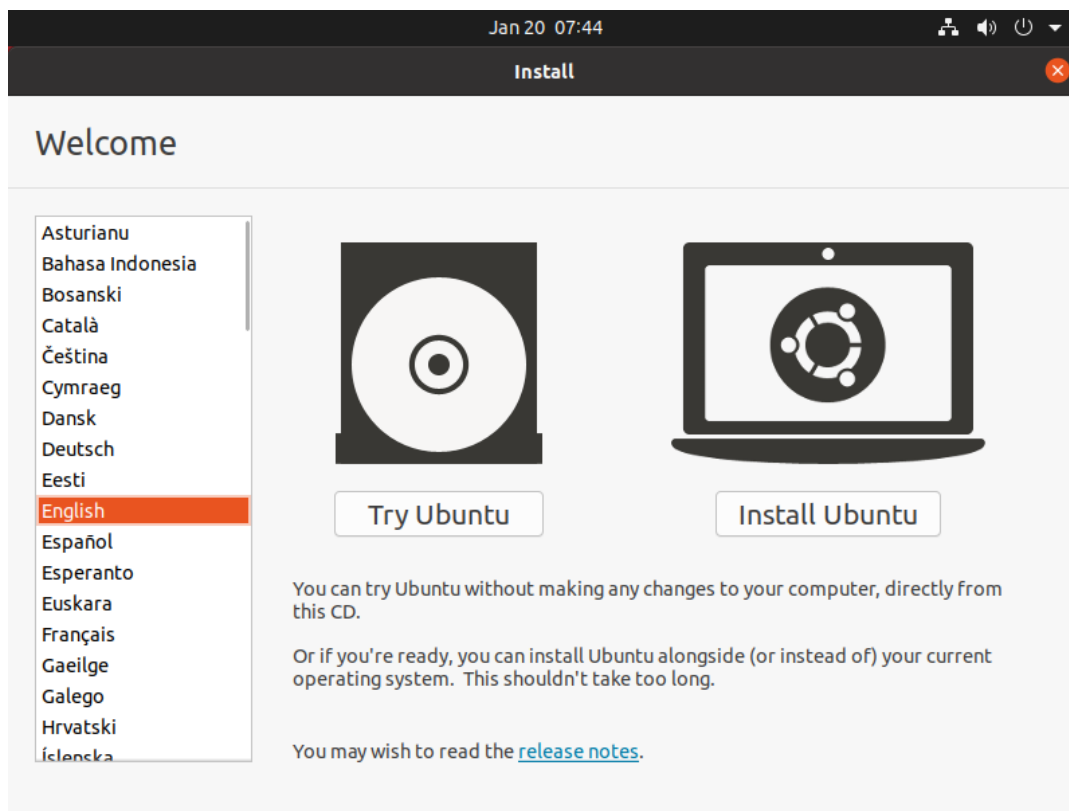 Jan 20 07:44
Install
Welcome
Asturianu
Bahasa Indonesia
Bosanski
Català
Čeština
Cymraeg
Dansk
Deutsch
Eesti
English
Español
Esperanto
Euskara
Français
Gaeilge
Galego
Hrvatski
Íslenska
Try Ubuntu
Install Ubuntu
You can try Ubuntu without making any changes to your computer, directly from
this CD.
Or if you're ready, you can install Ubuntu alongside (or instead of) your current
operating system.  This shouldn't take too long.
You may wish to read the release notes.